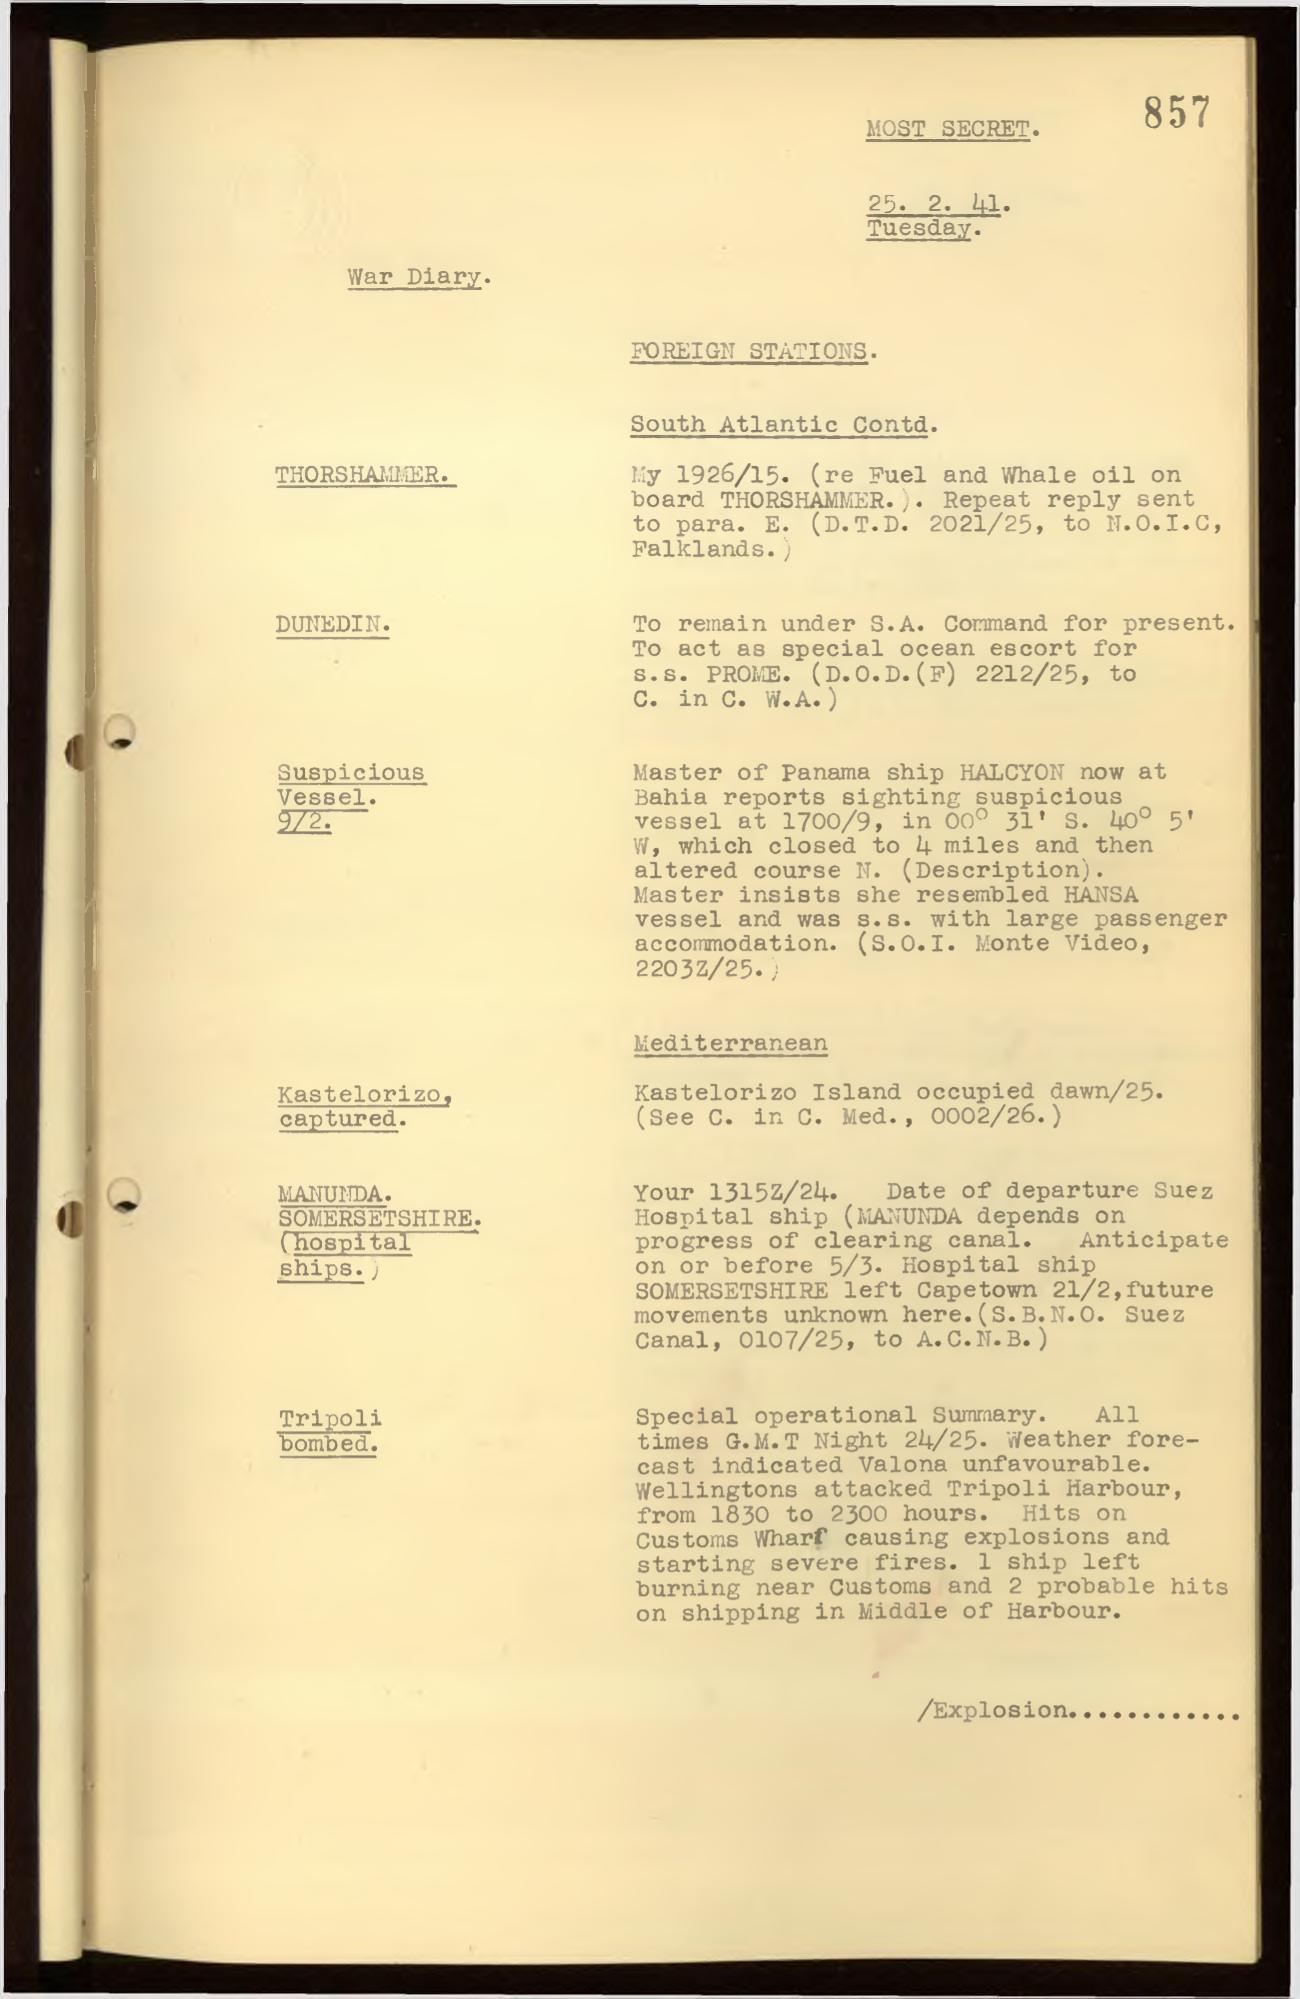 857
MOST SECRET.
25. 2. 41.
Tuesday.
War Diary.
FOREIGN STATIONS.
South Atlantic Contd.
THORSHAMMER.
My 1926/15. (re Fuel and Whale oil on
board THORSHAMMER.). Repeat reply sent
to para. E. (D.T.D. 2021/25, to N.O.I.C,
Falklands.)
DUNEDIN.
To remain under S.A. Command for present.
To act as special ocean escort for
s.s. PROME. (D.O.D.(F) 2212/25, to
C. in C. W.A.)
Suspicious
Vessel.
9/2.
Master of Panama ship HALCYON now at
Bahia reports sighting suspicious
vessel at 1700/9, in 00° 31' S. 40° 5'
W, which closed to 4 miles and then
altered course N. (Description).
Master insists she resembled HANSA
vessel and was s.s. with large passenger
accommodation. (S.O.I. Monte Video,
2203Z/25.)
Mediterranean
Kastelorizo,
captured.
Kastelorizo Island occupied dawn/25.
(See C. in C. Med., 0002/26.)
MANUNDA.
SOMERSETSHIRE.
(hospital
ships.)
Your 1315Z/24. Date of departure Suez
Hospital ship (MANUNDA depends on
progress of clearing canal. Anticipate
on or before 5/3. Hospital ship
SOMERSETSHIRE left Capetown 21/2,future
movements unknown here.(S.B.N.O. Suez
Canal, 0107/25, to A.C.N.B.)
Tripoli
bombed.
Special operational Summary. All
times G.M.T Night 24/25. Weather fore-
cast indicated Valona unfavourable.
Wellingtons attacked Tripoli Harbour,
from 1830 to 2300 hours. Hits on
Customs Wharf causing explosions and
starting severe fires. 1 ship left
burning near Customs and 2 probable hits
on shipping in Middle of Harbour.
/Explosion............